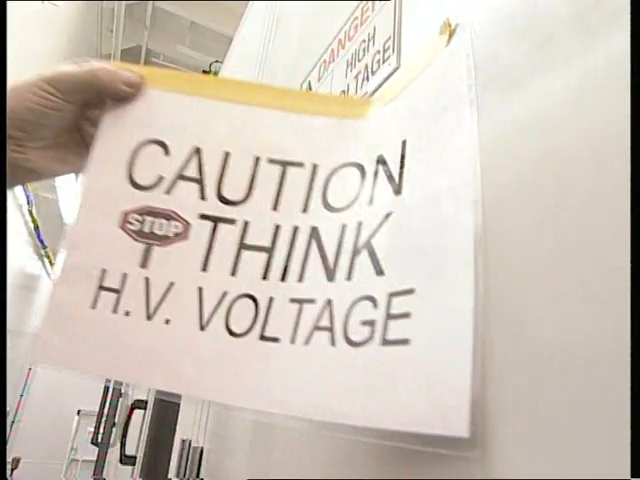 DANGER
HIGH
VOLTAGE
CAUTION
STOP THINK
H.V. VOLTAGE